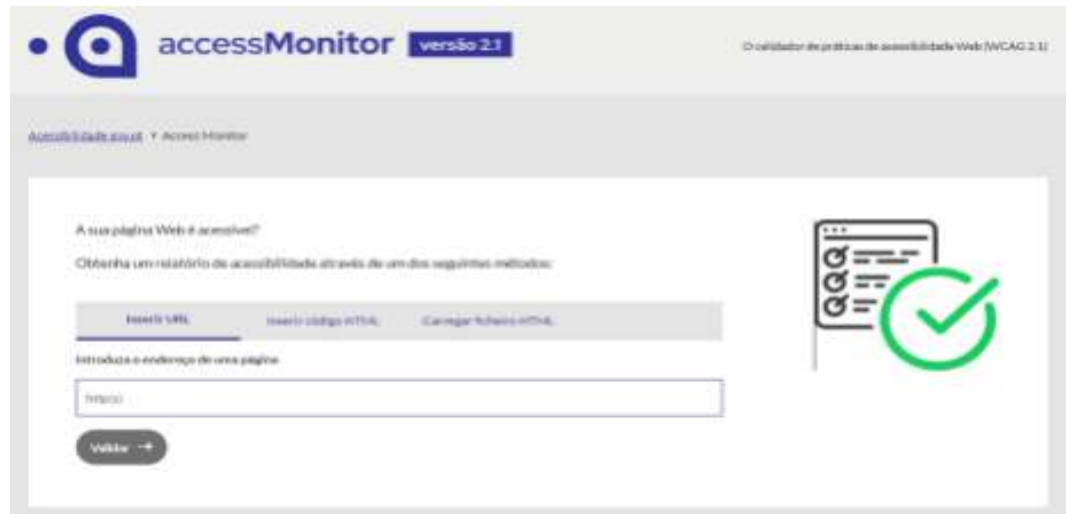 accessMonitor versão 2.1
O validador de práticas de acessibilidade Web (WCAG 2.1)
Acessibilidade.gov.pt › Access Monitor
A sua página Web é acessível?
Obtenha um relatório de acessibilidade através de um dos seguintes métodos:
Inserir URL Inserir código HTML Carregar ficheiro HTML
Introduza o endereço de uma página
http(s)
Validar →